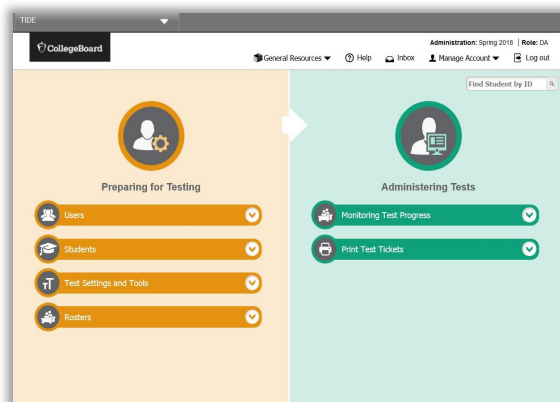 TIDE
CollegeBoard
Administration: Spring 2018 | Role: DA
General Resources Help Inbox Manage Account Log out
Find Student by ID
Preparing for Testing
Users
Students
Test Settings and Tools
Rosters
Administering Tests
Monitoring Test Progress
Print Test Tickets